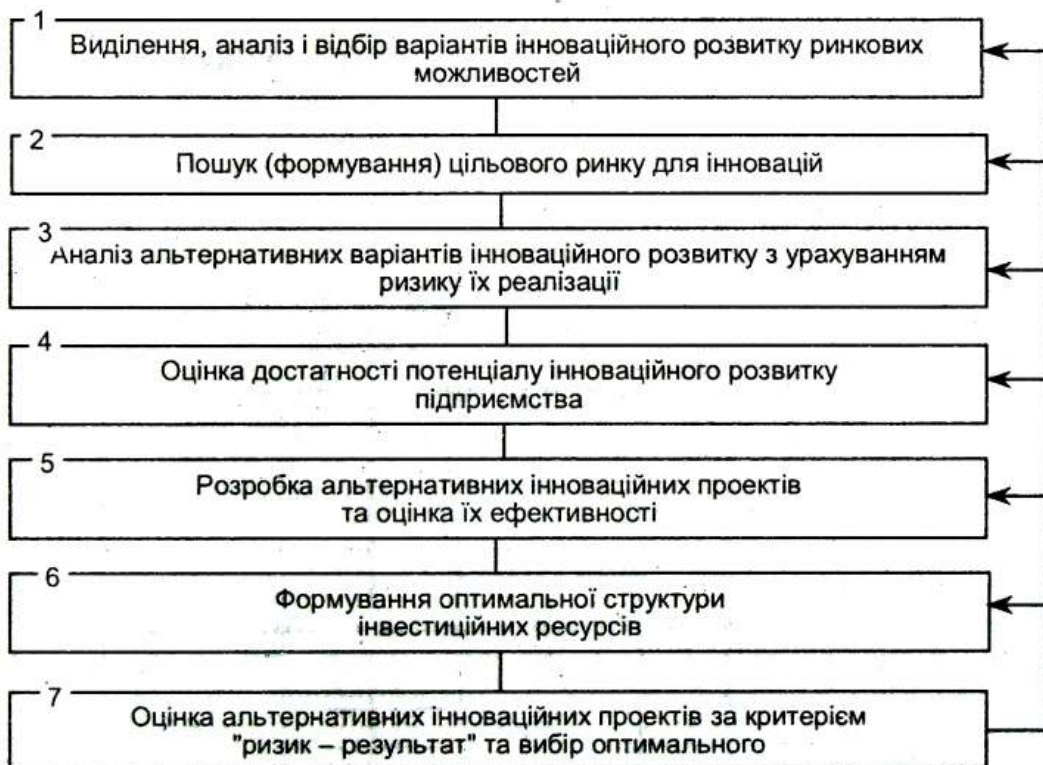 1
Виділення, аналіз і відбір варіантів інноваційного розвитку ринкових
можливостей
2
Пошук (формування) цільового ринку для інновацій
3
Аналіз альтернативних варіантів інноваційного розвитку з урахуванням
ризику їх реалізації
4
Оцінка достатності потенціалу інноваційного розвитку
підприємства
5
Розробка альтернативних інноваційних проектів
та оцінка їх ефективності
6
Формування оптимальної структури
інвестиційних ресурсів
7
Оцінка альтернативних інноваційних проектів за критерієм
"ризик – результат" та вибір оптимального